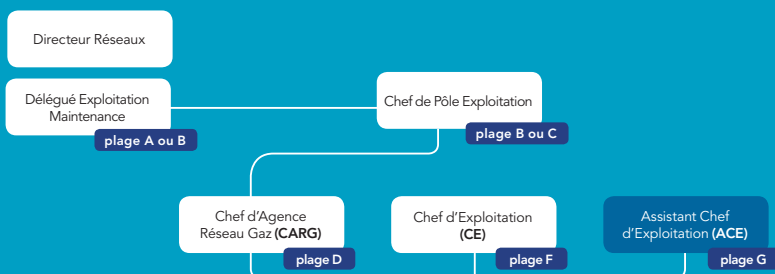 Directeur Réseaux
Délégué Exploitation
Maintenance
plage A ou B
Chef de Pôle Exploitation
plage B ou C
Chef d'Agence
Réseau Gaz (CARG)
plage D
Chef d'Exploitation
(CE)
plage F
Assistant Chef
d'Exploitation (ACE)
plage G